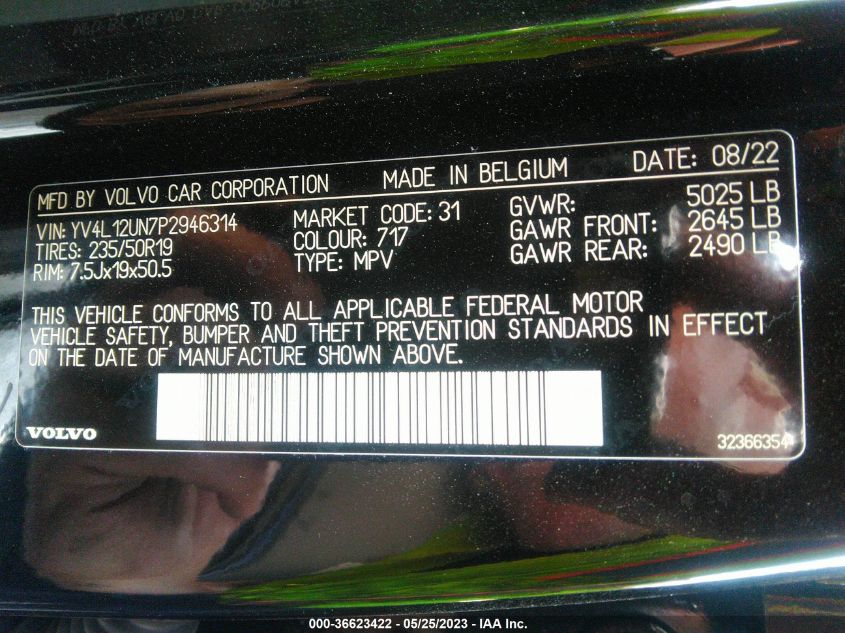 MFD BY VOLVO CAR CORPORATION MADE IN BELGIUM DATE: 08/22
VIN: YV4L12UN7P2946314 MARKET CODE: 31 GVWR: 5025 LB
TIRES: 235/50R19 COLOUR: 717 GAWR FRONT: 2645 LB
RIM: 7.5Jx19x50.5 TYPE: MPV GAWR REAR: 2490 LB
THIS VEHICLE CONFORMS TO ALL APPLICABLE FEDERAL MOTOR
VEHICLE SAFETY, BUMPER AND THEFT PREVENTION STANDARDS IN EFFECT
ON THE DATE OF MANUFACTURE SHOWN ABOVE.
VOLVO 32366354
000-36623422 - 05/25/2023 - IAA Inc.